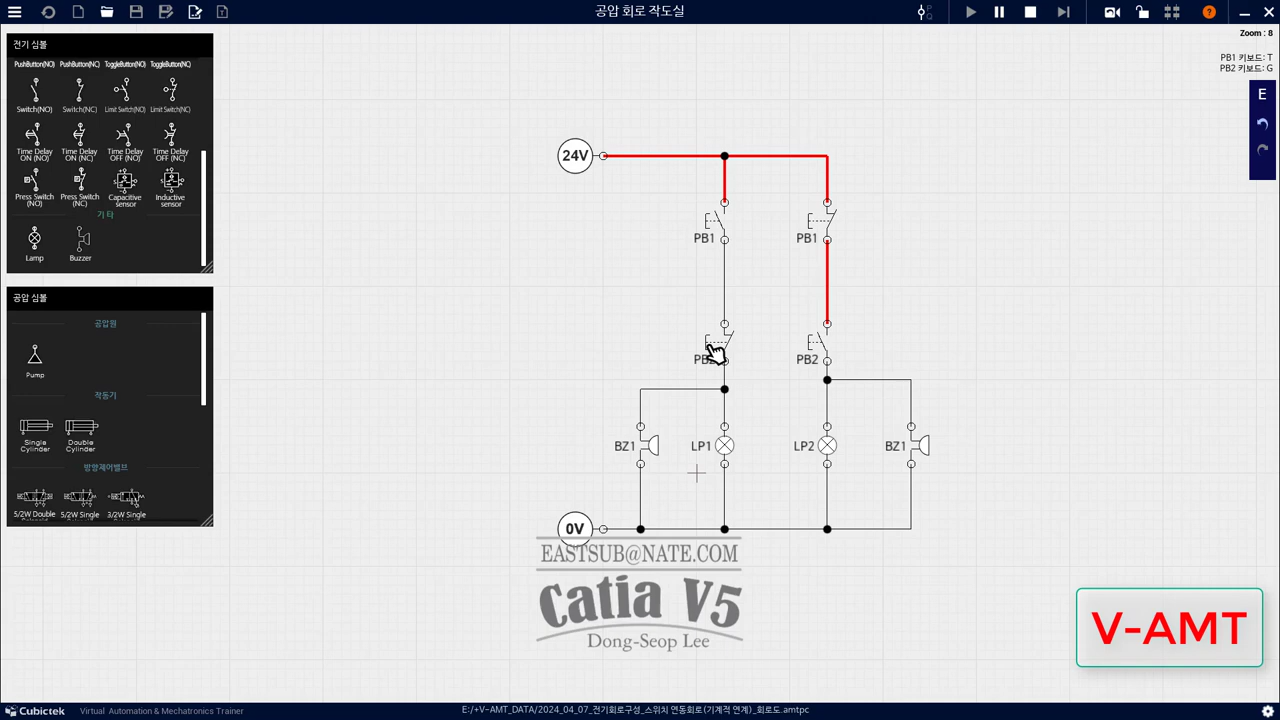 공압 회로 작도실
Zoom : 8
PB1 키보드: T
PB2 키보드: G
E
전기 심볼
PushButton(NO) PushButton(NC) ToggleButton(NO) ToggleButton(NC)
Switch(NO) Switch(NC) Limit Switch(NO) Limit Switch(NC)
Time Delay ON (NO) Time Delay ON (NC) Time Delay OFF (NO) Time Delay OFF (NC)
Press Switch (NO) Press Switch (NC) Capacitive sensor Inductive sensor
기 타
Lamp Buzzer
공압 심볼
공압원
Pump
작동기
Single Cylinder Double Cylinder
방향제어밸브
5/2W Double 5/2W Single 3/2W Single
24V
PB1 PB1
PB2
BZ1 LP1 LP2 BZ1
0V
EASTSUB@NATE.COM
Catia V5
Dong-Seop Lee
V-AMT
Cubictek Virtual Automation & Mechatronics Trainer
E:/+V-AMT_DATA/2024_04_07_전기회로구성_스위치 연동회로(기계적 연계)_회로도.amtpc